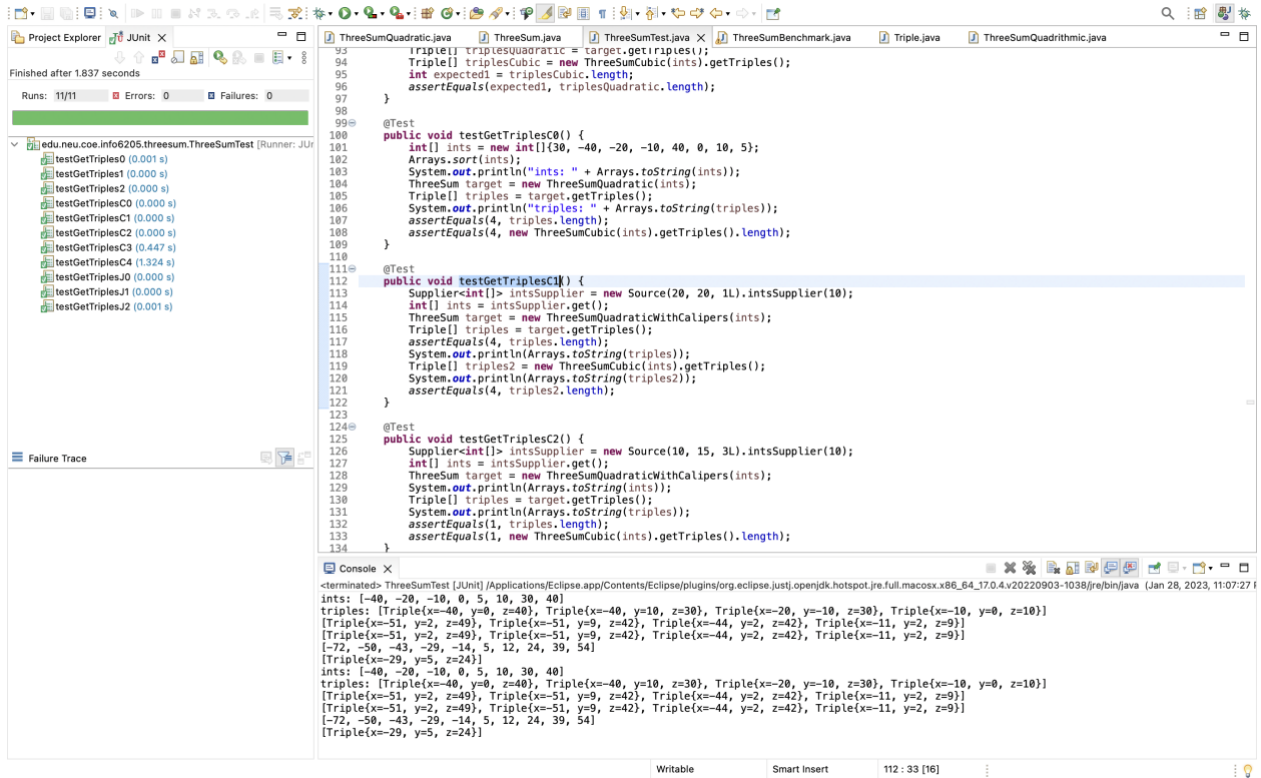 Project Explorer JUnit
Finished after 1.837 seconds
Runs: 11/11 Errors: 0 Failures: 0
edu.neu.coe.info6205.threesum.ThreeSumTest [Runner: JUr
testGetTriples0 (0.001 s)
testGetTriples1 (0.000 s)
testGetTriples2 (0.000 s)
testGetTriplesC0 (0.000 s)
testGetTriplesC1 (0.000 s)
testGetTriplesC2 (0.000 s)
testGetTriplesC3 (0.447 s)
testGetTriplesC4 (1.324 s)
testGetTriplesJ0 (0.000 s)
testGetTriplesJ1 (0.000 s)
testGetTriplesJ2 (0.001 s)
Failure Trace
ThreeSumQuadratic.java ThreeSum.java ThreeSumTest.java ThreeSumBenchmark.java Triple.java ThreeSumQuadrithmic.java
93 Triple[] triplesQuadratic = target.getTriples();
94 Triple[] triplesCubic = new ThreeSumCubic(ints).getTriples();
95 int expected1 = triplesCubic.length;
96 assertEquals(expected1, triplesQuadratic.length);
97 }
98
99 @Test
100 public void testGetTriplesC0() {
101 int[] ints = new int[]{30, -40, -20, -10, 40, 0, 10, 5};
102 Arrays.sort(ints);
103 System.out.println("ints: " + Arrays.toString(ints));
104 ThreeSum target = new ThreeSumQuadratic(ints);
105 Triple[] triples = target.getTriples();
106 System.out.println("triples: " + Arrays.toString(triples));
107 assertEquals(4, triples.length);
108 assertEquals(4, new ThreeSumCubic(ints).getTriples().length);
109 }
110
111 @Test
112 public void testGetTriplesC1() {
113 Supplier<int[]> intsSupplier = new Source(20, 20, 1L).intsSupplier(10);
114 int[] ints = intsSupplier.get();
115 ThreeSum target = new ThreeSumQuadraticWithCalipers(ints);
116 Triple[] triples = target.getTriples();
117 assertEquals(4, triples.length);
118 System.out.println(Arrays.toString(triples));
119 Triple[] triples2 = new ThreeSumCubic(ints).getTriples();
120 System.out.println(Arrays.toString(triples2));
121 assertEquals(4, triples2.length);
122 }
123
124 @Test
125 public void testGetTriplesC2() {
126 Supplier<int[]> intsSupplier = new Source(10, 15, 3L).intsSupplier(10);
127 int[] ints = intsSupplier.get();
128 ThreeSum target = new ThreeSumQuadraticWithCalipers(ints);
129 System.out.println(Arrays.toString(ints));
130 Triple[] triples = target.getTriples();
131 System.out.println(Arrays.toString(triples));
132 assertEquals(1, triples.length);
133 assertEquals(1, new ThreeSumCubic(ints).getTriples().length);
134 }
Console
<terminated> ThreeSumTest [JUnit] /Applications/Eclipse.app/Contents/Eclipse/plugins/org.eclipse.justj.openjdk.hotspot.jre.full.macosx.x86_64_17.0.4.v20220903-1038/jre/bin/java (Jan 28, 2023, 11:07:27
ints: [-40, -20, -10, 0, 5, 10, 30, 40]
triples: [Triple{x=-40, y=0, z=40}, Triple{x=-40, y=10, z=30}, Triple{x=-20, y=-10, z=30}, Triple{x=-10, y=0, z=10}]
[Triple{x=-51, y=2, z=49}, Triple{x=-51, y=9, z=42}, Triple{x=-44, y=2, z=42}, Triple{x=-11, y=2, z=9}]
[Triple{x=-51, y=2, z=49}, Triple{x=-51, y=9, z=42}, Triple{x=-44, y=2, z=42}, Triple{x=-11, y=2, z=9}]
[-72, -50, -43, -29, -14, 5, 12, 24, 39, 54]
[Triple{x=-29, y=5, z=24}]
ints: [-40, -20, -10, 0, 5, 10, 30, 40]
triples: [Triple{x=-40, y=0, z=40}, Triple{x=-40, y=10, z=30}, Triple{x=-20, y=-10, z=30}, Triple{x=-10, y=0, z=10}]
[Triple{x=-51, y=2, z=49}, Triple{x=-51, y=9, z=42}, Triple{x=-44, y=2, z=42}, Triple{x=-11, y=2, z=9}]
[Triple{x=-51, y=2, z=49}, Triple{x=-51, y=9, z=42}, Triple{x=-44, y=2, z=42}, Triple{x=-11, y=2, z=9}]
[-72, -50, -43, -29, -14, 5, 12, 24, 39, 54]
[Triple{x=-29, y=5, z=24}]
Writable Smart Insert 112 : 33 [16]